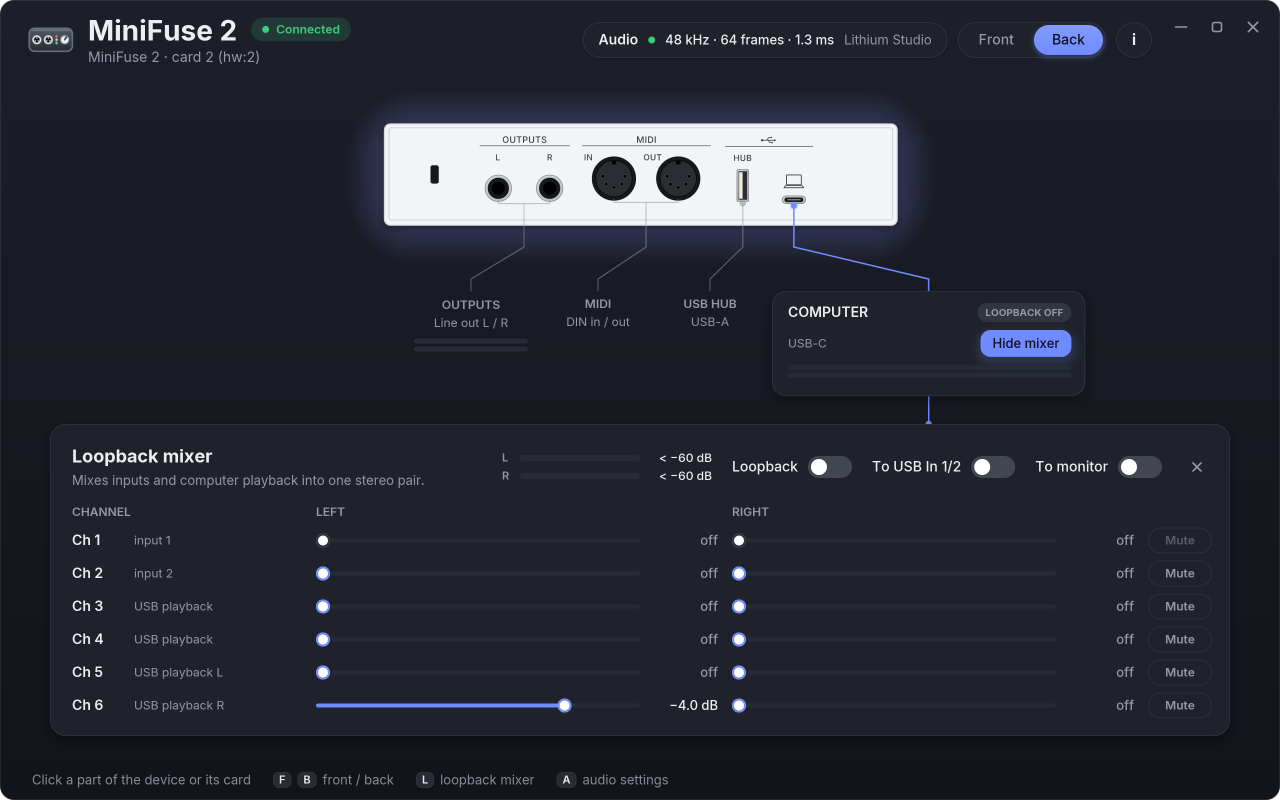 MiniFuse 2
Connected
MiniFuse 2 · card 2 (hw:2)
Audio 48 kHz · 64 frames · 1.3 ms Lithium Studio
Front Back i
OUTPUTS MIDI
L R IN OUT HUB
OUTPUTS
Line out L / R
MIDI
DIN in / out
USB HUB
USB-A
COMPUTER LOOPBACK OFF
USB-C Hide mixer
Loopback mixer
Mixes inputs and computer playback into one stereo pair.
L < −60 dB
R < −60 dB
Loopback To USB In 1/2 To monitor
CHANNEL LEFT RIGHT
Ch 1 input 1 off off Mute
Ch 2 input 2 off off Mute
Ch 3 USB playback off off Mute
Ch 4 USB playback off off Mute
Ch 5 USB playback L off off Mute
Ch 6 USB playback R −4.0 dB off Mute
Click a part of the device or its card F B front / back L loopback mixer A audio settings